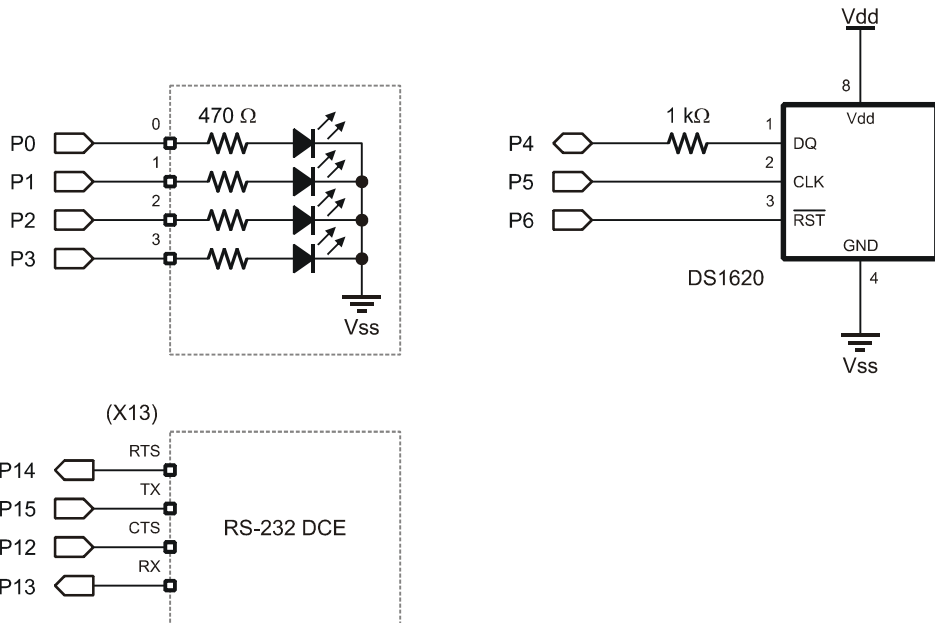 Vdd
8
0
470 Ω
1 kΩ
1
Vdd
P0
P4
DQ
1
2
P1
P5
CLK
2
3
P2
P6
RST
3
GND
P3
DS1620
4
Vss
Vss
(X13)
RTS
P14
TX
P15
RS-232 DCE
CTS
P12
RX
P13